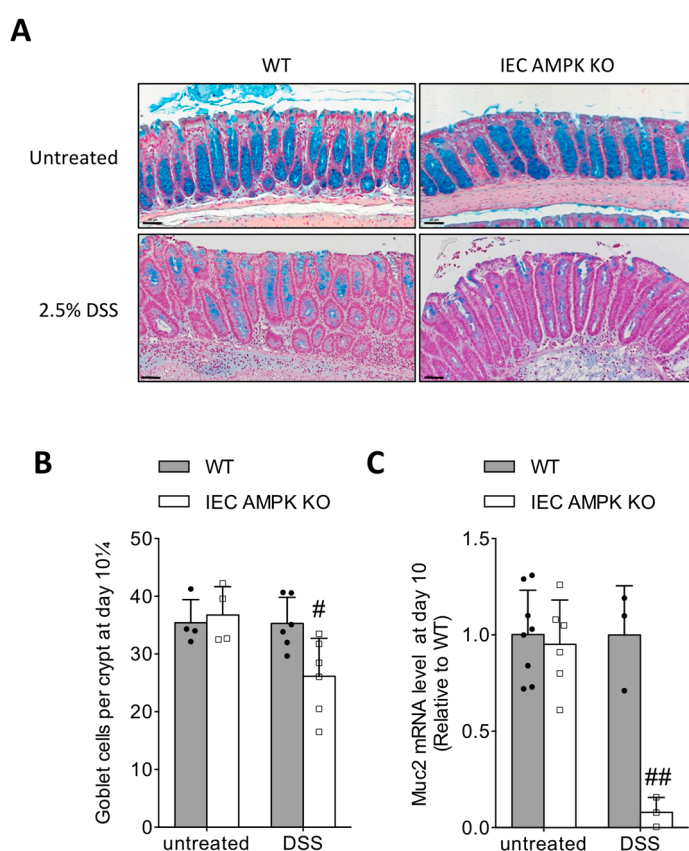 A
WT
IEC AMPK KO
Untreated
2.5% DSS
B
WT
IEC AMPK KO
Goblet cells per crypt at day 10¼
50
40
30
20
10
0
#
untreated
DSS
C
WT
IEC AMPK KO
Muc2 mRNA level at day 10
(Relative to WT)
1.5
1.0
0.5
0.0
##
untreated
DSS